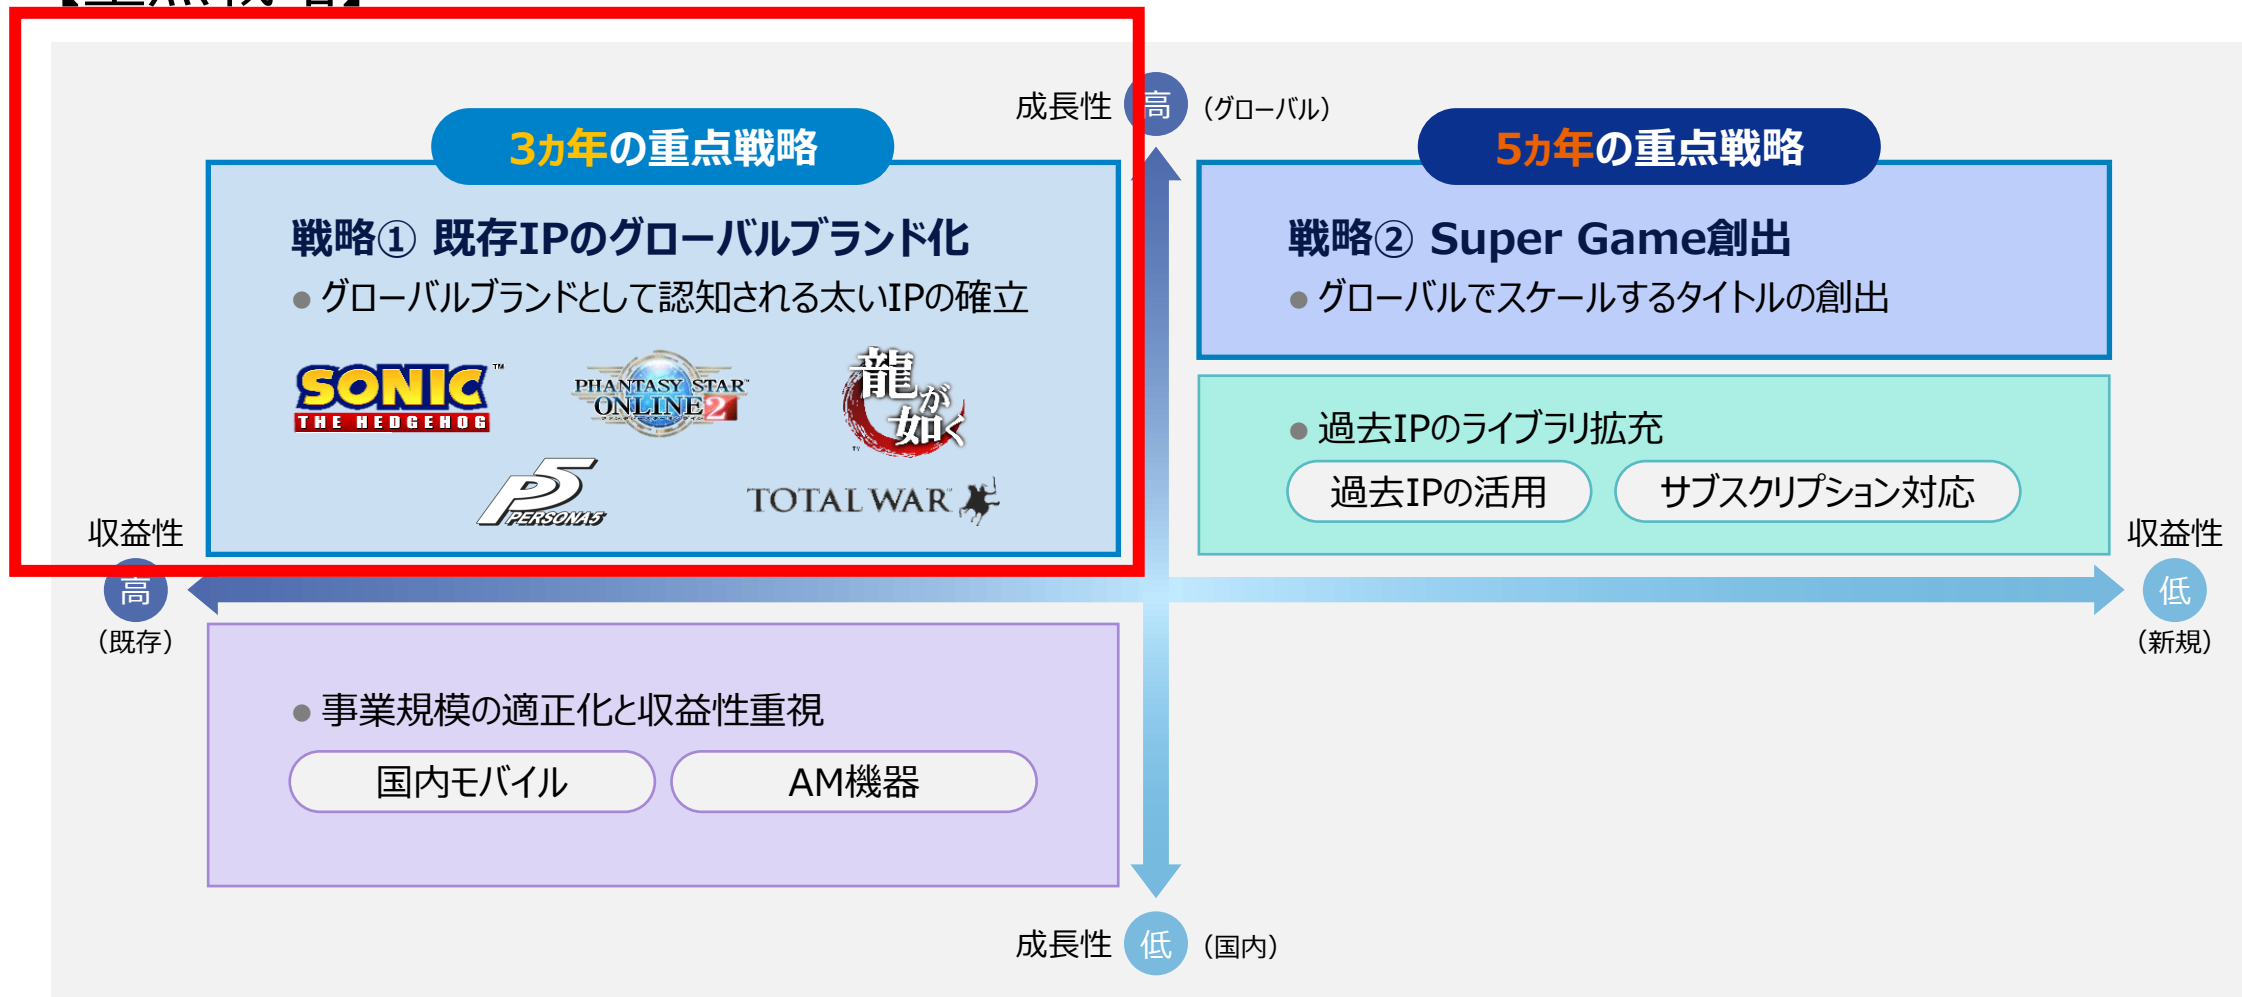 【重点戦略】
成長性 高 （グローバル）
3ヵ年の重点戦略
戦略① 既存IPのグローバルブランド化
● グローバルブランドとして認知される太いIPの確立
SONIC™
THE HEDGEHOG
PHANTASY STAR
ONLINE 2
龍が如く
P5
PERSONA5
TOTAL WAR
5ヵ年の重点戦略
戦略② Super Game創出
● グローバルでスケールするタイトルの創出
● 過去IPのライブラリ拡充
過去IPの活用
サブスクリプション対応
収益性
高
（既存）
収益性
低
（新規）
● 事業規模の適正化と収益性重視
国内モバイル
AM機器
成長性 低 （国内）